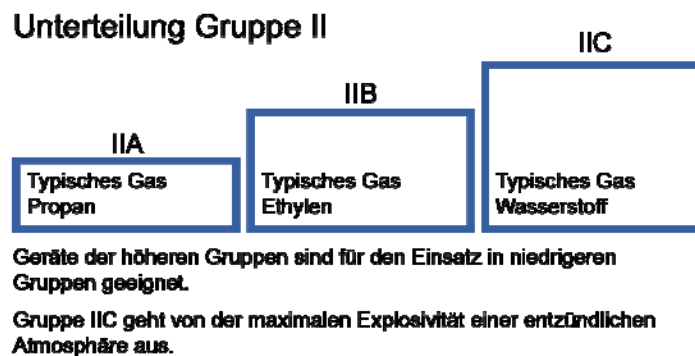 Unterteilung Gruppe II
IIC
IIB
IIA
Typisches Gas
Propan
Typisches Gas
Ethylen
Typisches Gas
Wasserstoff
Geräte der höheren Gruppen sind für den Einsatz in niedrigeren
Gruppen geeignet.
Gruppe IIC geht von der maximalen Explosivität einer entzündlichen
Atmosphäre aus.